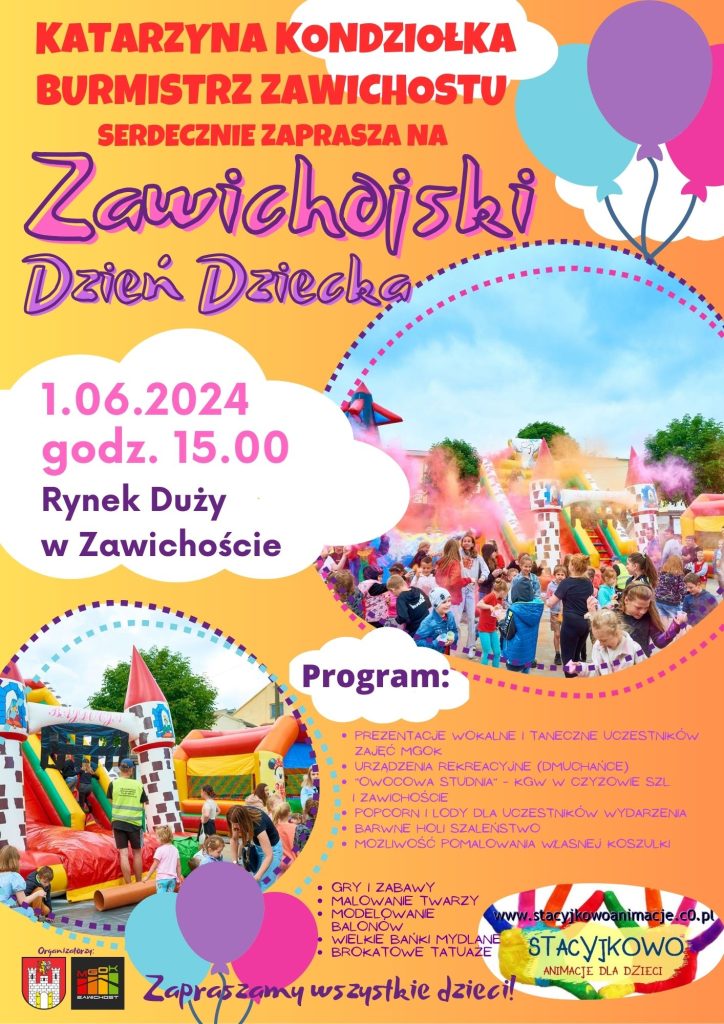 KATARZYNA KONDZIOŁKA
BURMISTRZ ZAWICHOSTU
SERDECZNIE ZAPRASZA NA
Zawichojski
Dzień Dziecka
1.06.2024
godz. 15.00
Rynek Duży
w Zawichoście
Program:
• PREZENTACJE WOKALNE I TANECZNE UCZESTNIKÓW
ZAJĘĆ MGOK
• URZĄDZENIA REKREACYJNE (DMUCHAŃCE)
• "OWOCOWA STUDNIA" - KGW W CZYŻOWIE SZL
I ZAWICHOŚCIE
• POPCORN I LODY DLA UCZESTNIKÓW WYDARZENIA
• BARWNE HOLI SZALEŃSTWO
• MOŻLIWOŚĆ POMALOWANIA WŁASNEJ KOSZULKI
• GRY I ZABAWY
• MALOWANIE TWARZY
• MODELOWANIE
BALONÓW
• WIELKIE BAŃKI MYDLANE
• BROKATOWE TATUAŻE
www.stacyjkowoanimacje.c0.pl
STACYJKOWO
ANIMACJE DLA DZIECI
Organizatorzy:
MGOK
ZAWICHOST
Zapraszamy wszystkie dzieci!